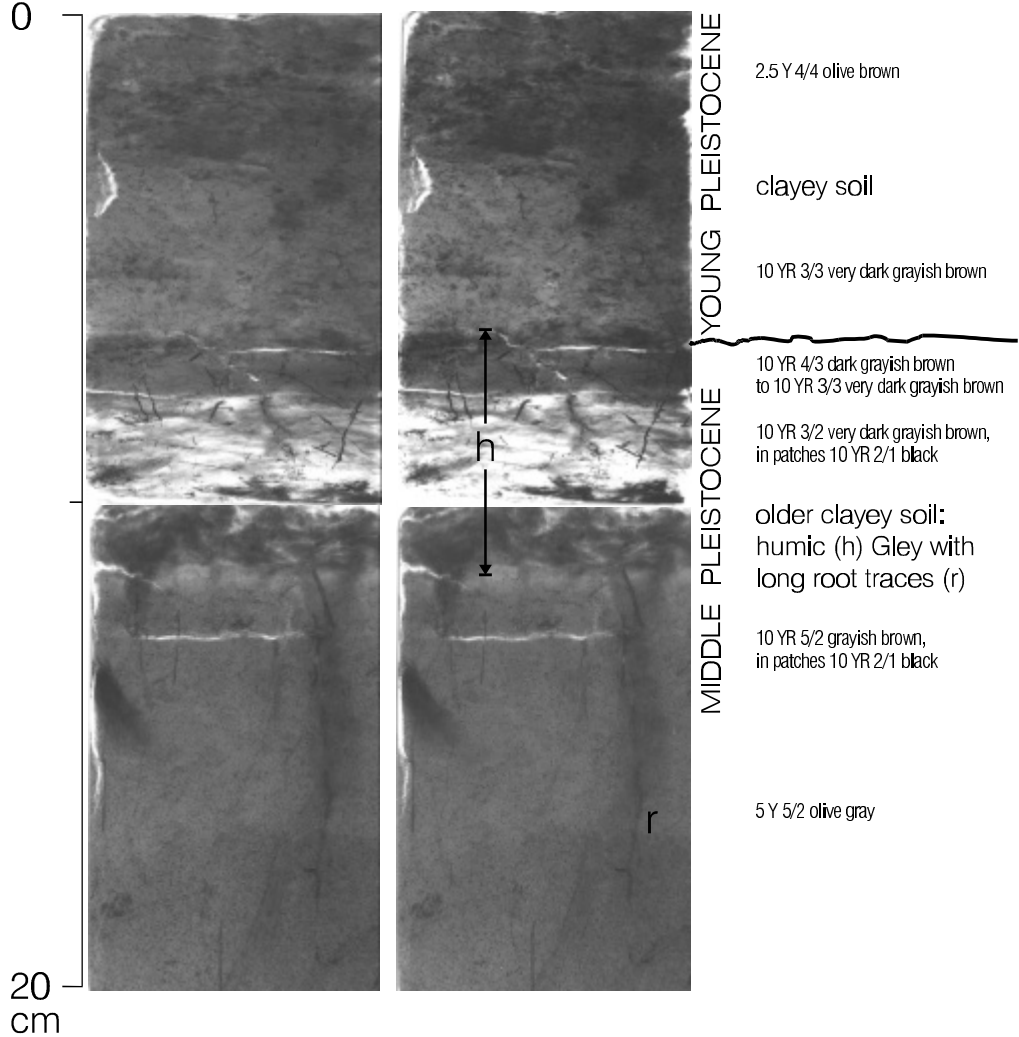 0
YOUNG PLEISTOCENE
2.5 Y 4/4 olive brown
clayey soil
10 YR 3/3 very dark grayish brown
10 YR 4/3 dark grayish brown
to 10 YR 3/3 very dark grayish brown
MIDDLE PLEISTOCENE
10 YR 3/2 very dark grayish brown,
in patches 10 YR 2/1 black
h
older clayey soil:
humic (h) Gley with
long root traces (r)
10 YR 5/2 grayish brown,
in patches 10 YR 2/1 black
5 Y 5/2 olive gray
r
20
cm